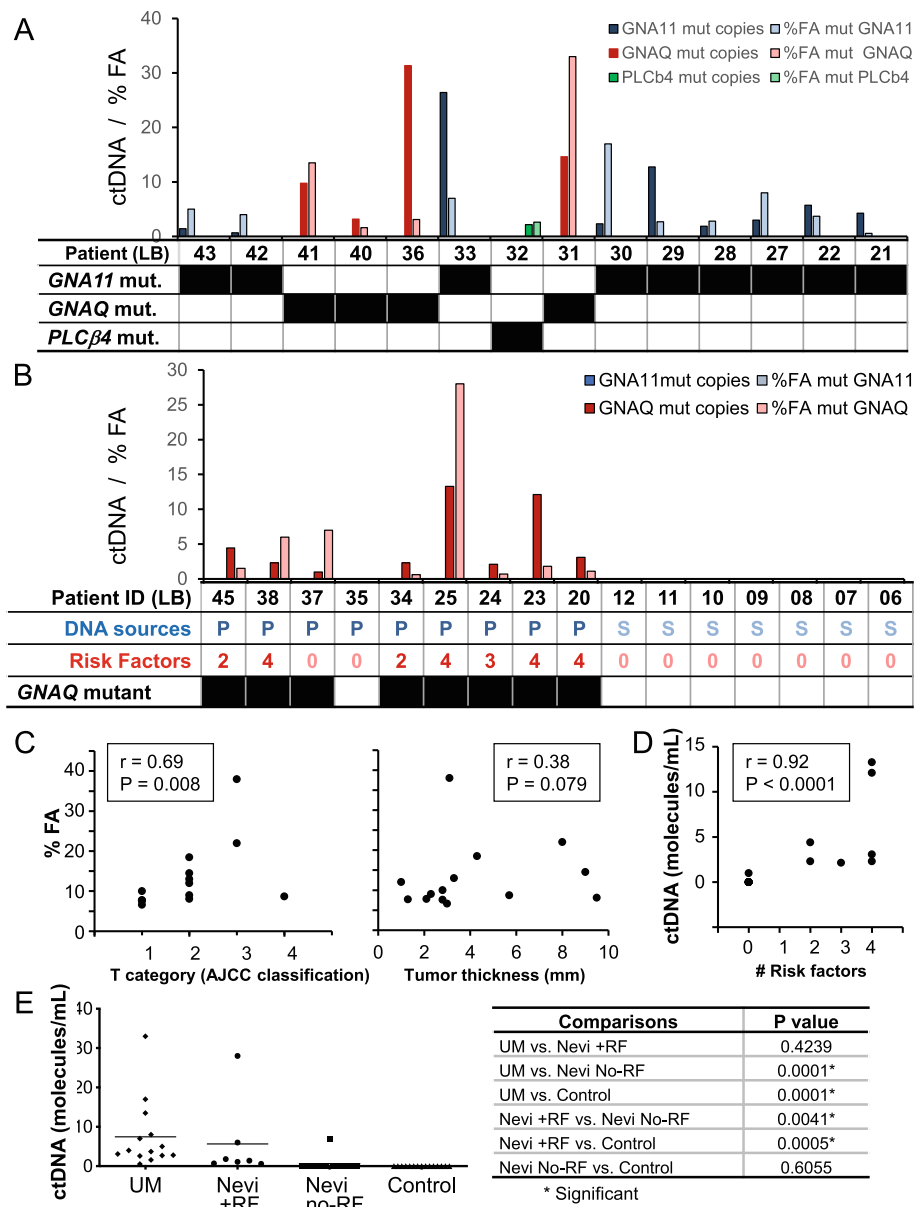 A
GNA11 mut copies %FA mut GNA11
GNAQ mut copies %FA mut GNAQ
PLCb4 mut copies %FA mut PLCb4
ctDNA / % FA
40
30
20
10
0
Patient (LB) 43 42 41 40 36 33 32 31 30 29 28 27 22 21
GNA11 mut.
GNAQ mut.
PLCβ4 mut.
B
GNA11mut copies %FA mut GNA11
GNAQ mut copies %FA mut GNAQ
ctDNA / % FA
30
25
20
15
10
5
0
Patient ID (LB) 45 38 37 35 34 25 24 23 20 12 11 10 09 08 07 06
DNA sources P P P P P P P P P S S S S S S S
Risk Factors 2 4 0 0 2 4 3 4 4 0 0 0 0 0 0 0
GNAQ mutant
C
r = 0.69
P = 0.008
% FA
40
30
20
10
0
1 2 3 4
T category (AJCC classification)
r = 0.38
P = 0.079
0 2 4 6 8 10
Tumor thickness (mm)
D
r = 0.92
P < 0.0001
ctDNA (molecules/mL)
15
10
5
0
0 1 2 3 4
# Risk factors
E
ctDNA (molecules/mL)
40
30
20
10
0
UM Nevi +RF Nevi no-RF Control
Comparisons P value
UM vs. Nevi +RF 0.4239
UM vs. Nevi No-RF 0.0001*
UM vs. Control 0.0001*
Nevi +RF vs. Nevi No-RF 0.0041*
Nevi +RF vs. Control 0.0005*
Nevi No-RF vs. Control 0.6055
* Significant